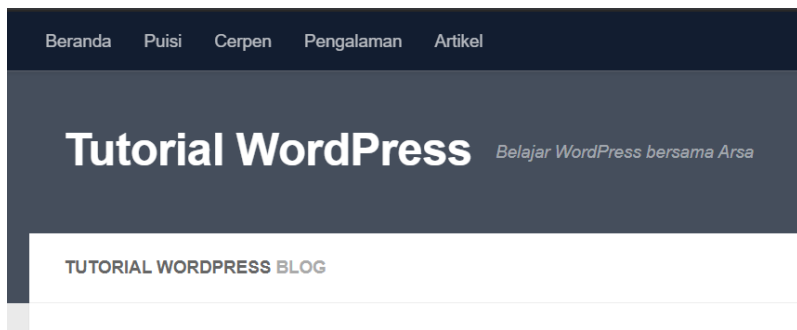 Beranda Puisi Cerpen Pengalaman Artikel
Tutorial WordPress Belajar WordPress bersama Arsa
TUTORIAL WORDPRESS BLOG